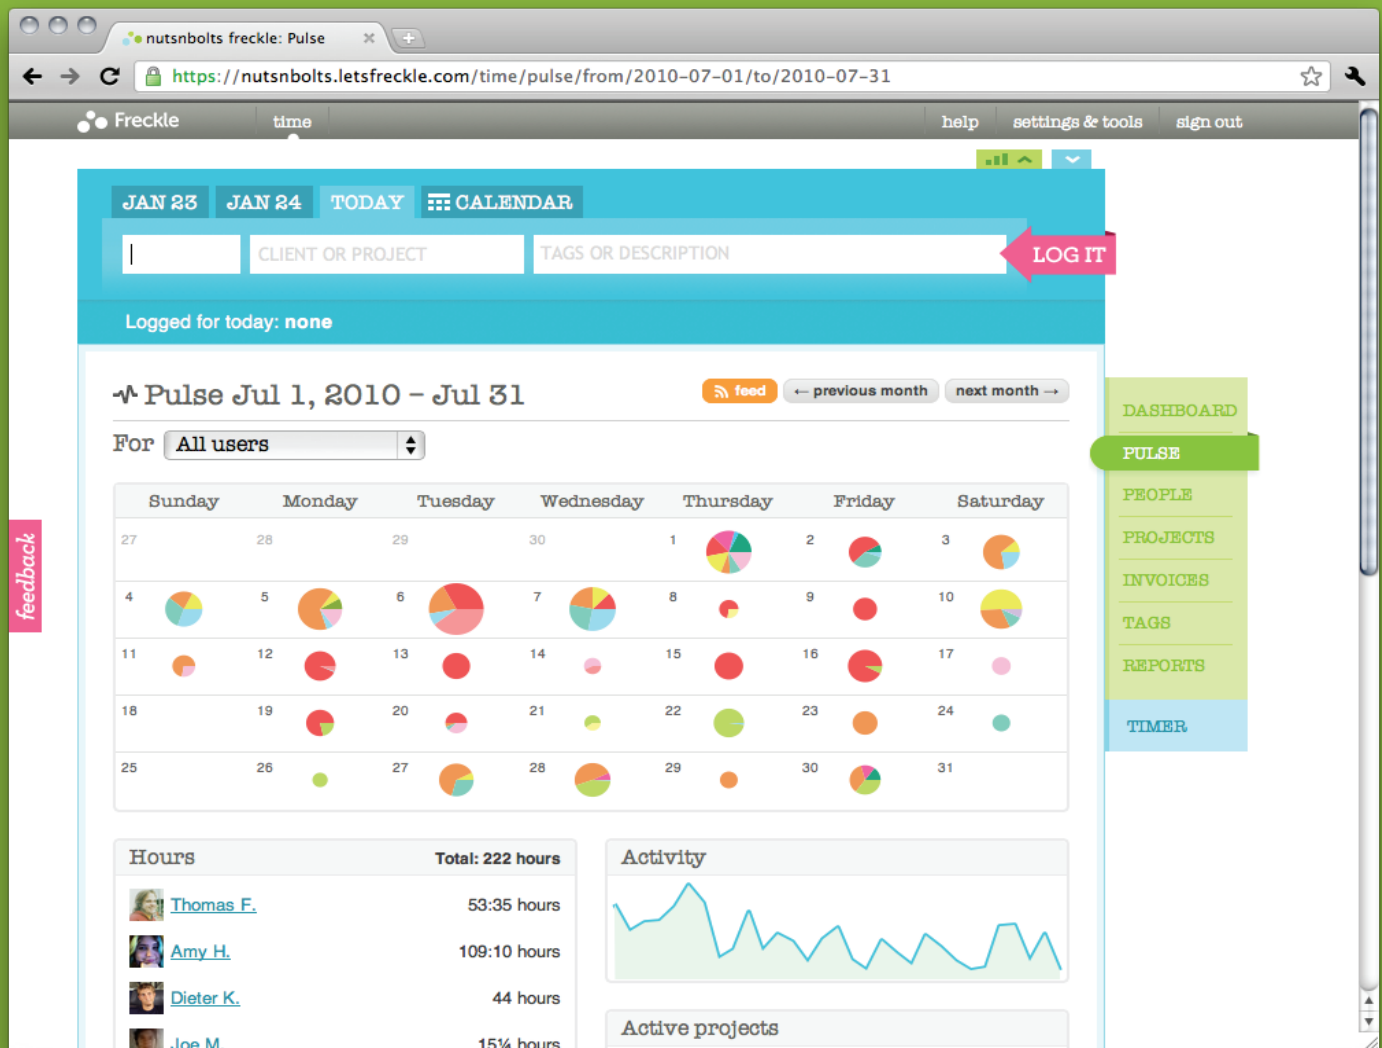 nutsnbolts freckle: Pulse
https://nutsnbolts.letsfreckle.com/time/pulse/from/2010-07-01/to/2010-07-31
Freckle time help settings & tools sign out
JAN 23 JAN 24 TODAY CALENDAR
CLIENT OR PROJECT TAGS OR DESCRIPTION LOG IT
Logged for today: none
Pulse Jul 1, 2010 – Jul 31 feed ← previous month next month →
For All users
Sunday Monday Tuesday Wednesday Thursday Friday Saturday
27 28 29 30 1 2 3
4 5 6 7 8 9 10
11 12 13 14 15 16 17
18 19 20 21 22 23 24
25 26 27 28 29 30 31
DASHBOARD
PULSE
PEOPLE
PROJECTS
INVOICES
TAGS
REPORTS
TIMER
feedback
Hours Total: 222 hours
Thomas F. 53:35 hours
Amy H. 109:10 hours
Dieter K. 44 hours
Joe M. 15¼ hours
Activity
Active projects